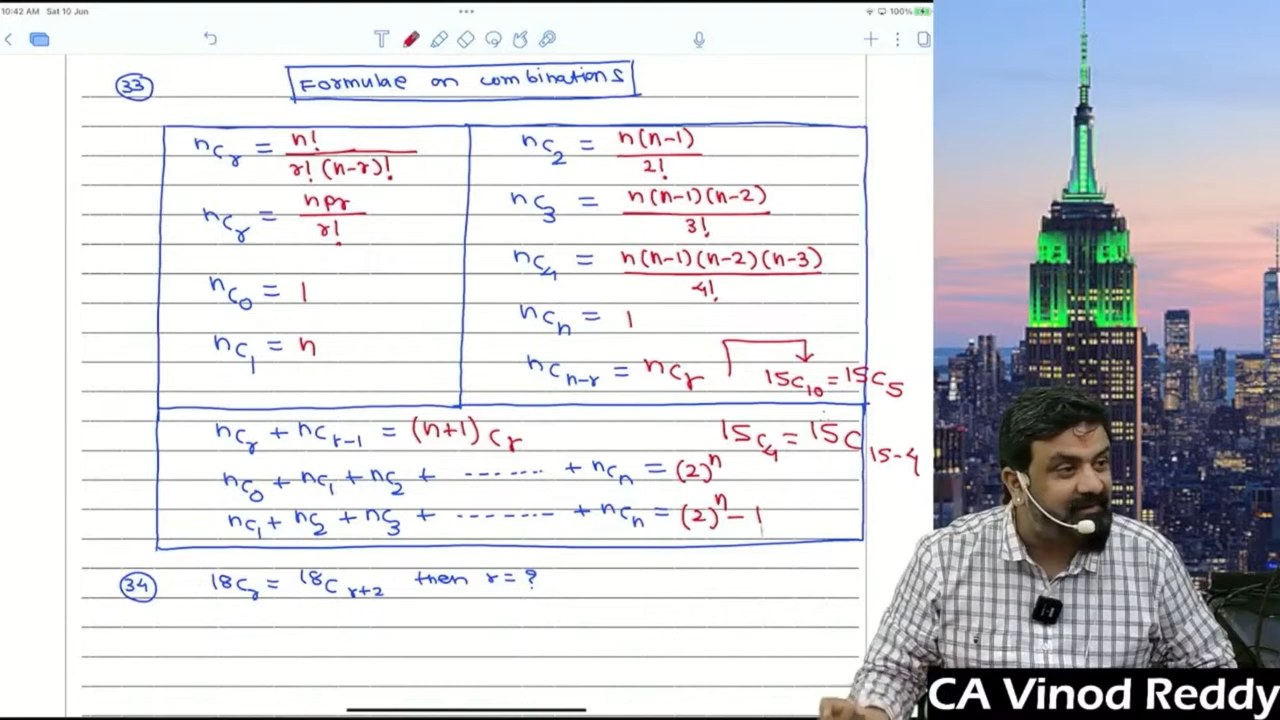 10:42 AM Sat 10 Jun
100%
T
33 Formulae on combinations
nCr = n! / r! (n-r)!
nCr = nPr / r!
nC0 = 1
nC1 = n
nC2 = n(n-1) / 2!
nC3 = n(n-1)(n-2) / 3!
nC4 = n(n-1)(n-2)(n-3) / 4!
nCn = 1
nCn-r = nCr 15C10 = 15C5
nCr + nCr-1 = (n+1)Cr 15C4 = 15C15-4
nC0 + nC1 + nC2 + ....... + nCn = (2)^n
nC1 + nC2 + nC3 + ......... + nCn = (2)^n - 1
34 18Cr = 18Cr+2 then r = ?
CA Vinod Reddy